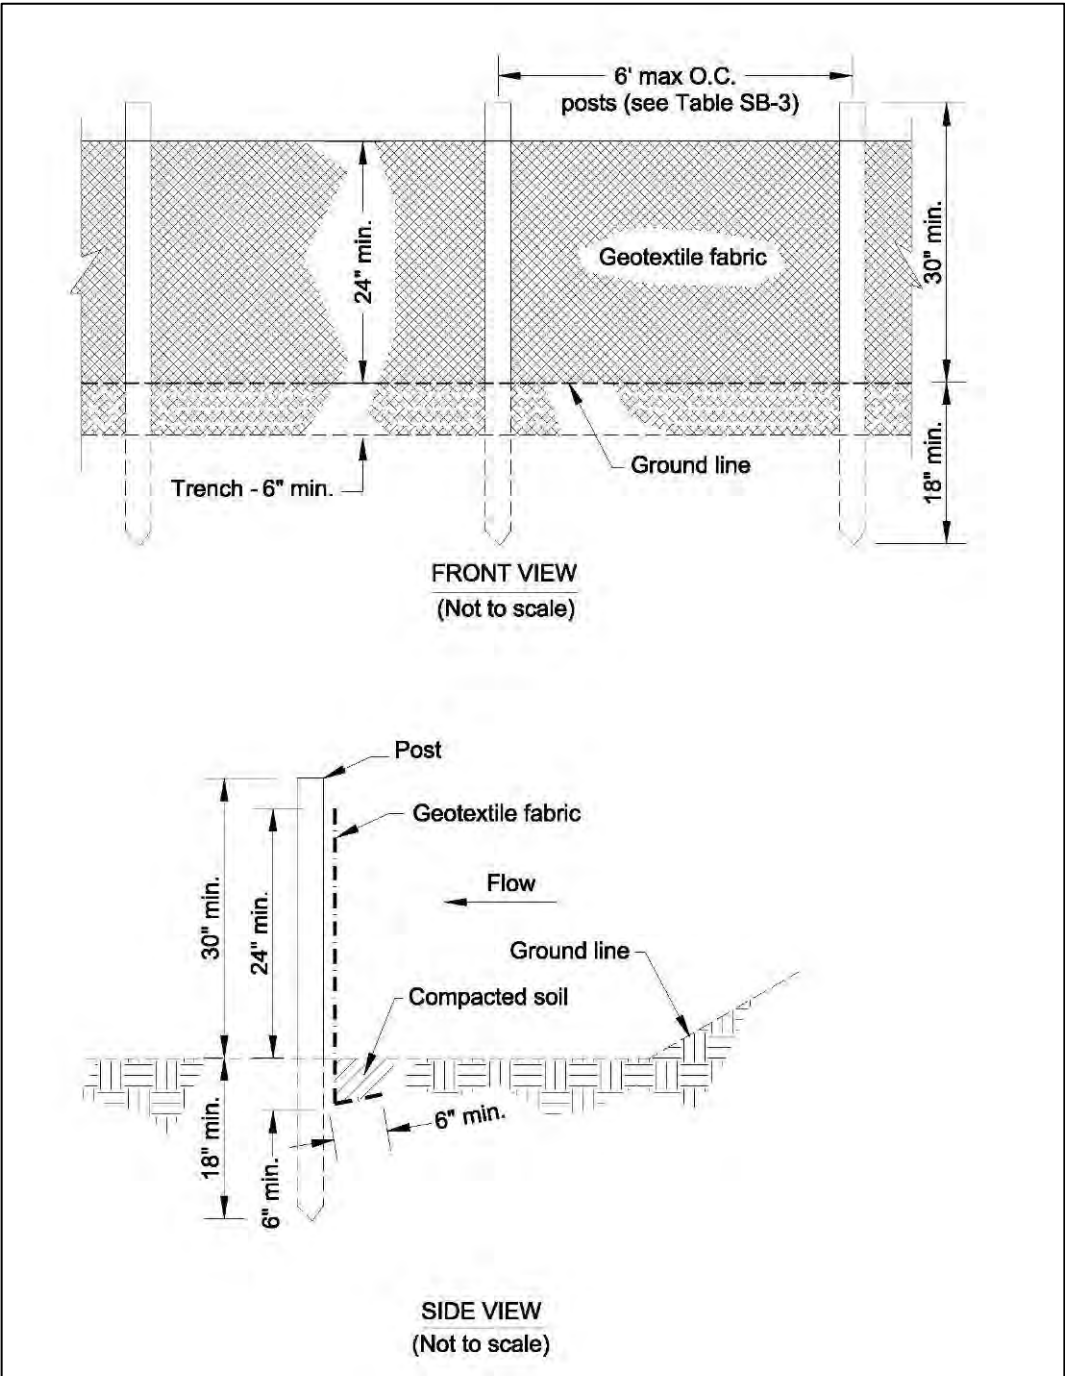 6' max O.C.
posts (see Table SB-3)
24" min.
Geotextile fabric
30" min.
Ground line
18" min.
Trench - 6" min.
FRONT VIEW
(Not to scale)
Post
Geotextile fabric
30" min.
24" min.
Flow
Ground line
Compacted soil
6" min.
18" min.
6" min.
SIDE VIEW
(Not to scale)